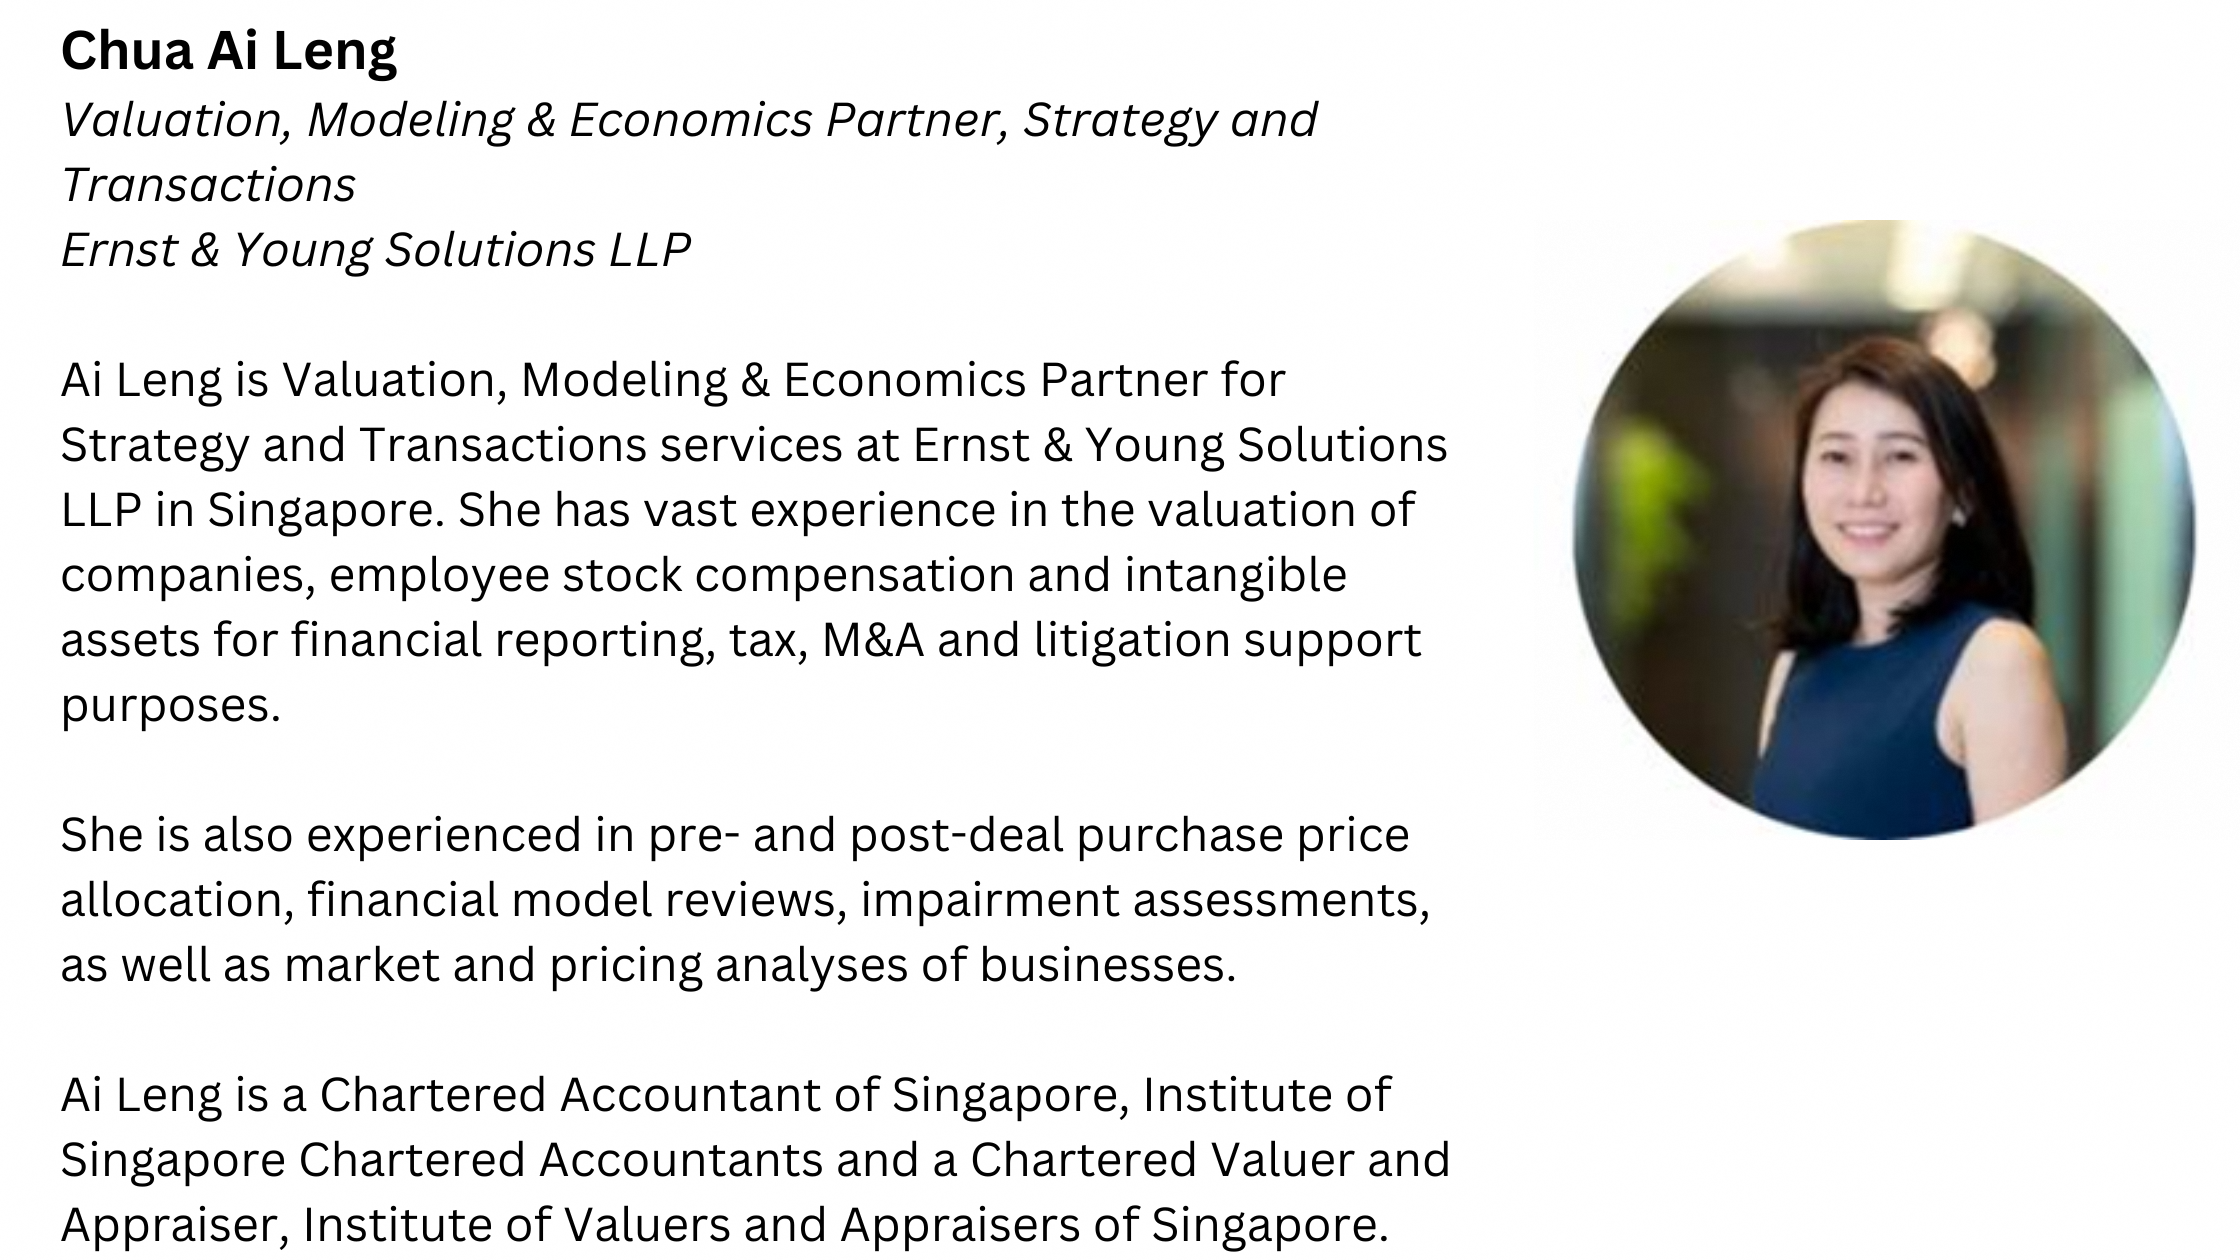 Chua Ai Leng
Valuation, Modeling & Economics Partner, Strategy and
Transactions
Ernst & Young Solutions LLP
Ai Leng is Valuation, Modeling & Economics Partner for
Strategy and Transactions services at Ernst & Young Solutions
LLP in Singapore. She has vast experience in the valuation of
companies, employee stock compensation and intangible
assets for financial reporting, tax, M&A and litigation support
purposes.
She is also experienced in pre- and post-deal purchase price
allocation, financial model reviews, impairment assessments,
as well as market and pricing analyses of businesses.
Ai Leng is a Chartered Accountant of Singapore, Institute of
Singapore Chartered Accountants and a Chartered Valuer and
Appraiser, Institute of Valuers and Appraisers of Singapore.